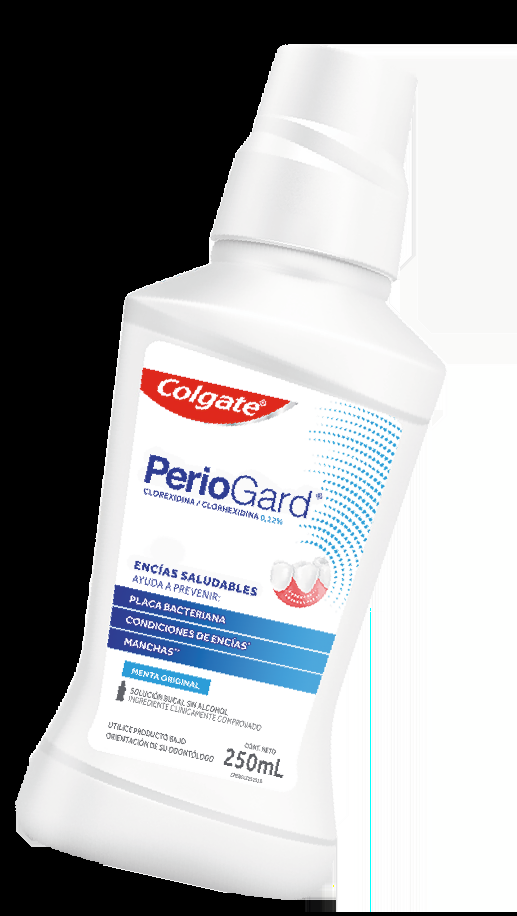 Colgate®
PerioGard®
CLOREXIDINA / CLORHEXIDINA 0,12%
ENCÍAS SALUDABLES
AYUDA A PREVENIR:
PLACA BACTERIANA
CONDICIONES DE ENCÍAS*
MANCHAS**
MENTA ORIGINAL
SOLUCIÓN BUCAL SIN ALCOHOL
INGREDIENTE CLÍNICAMENTE COMPROVADO
UTILICE PRODUCTO BAJO
ORIENTACIÓN DE SU ODONTÓLOGO
CONT. NETO
250mL